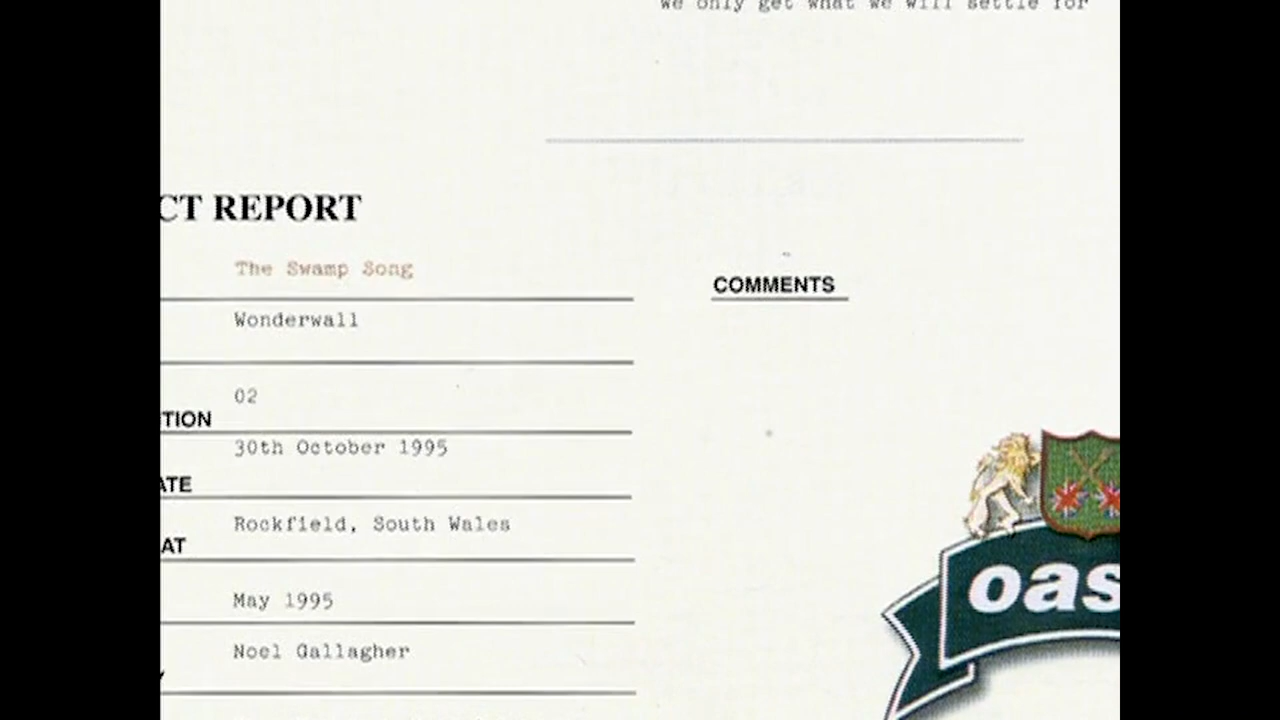 we only get what we will settle for
CT REPORT
The Swamp Song
COMMENTS
Wonderwall
02
TION
30th October 1995
ATE
Rockfield, South Wales
AT
May 1995
Noel Gallagher
oas